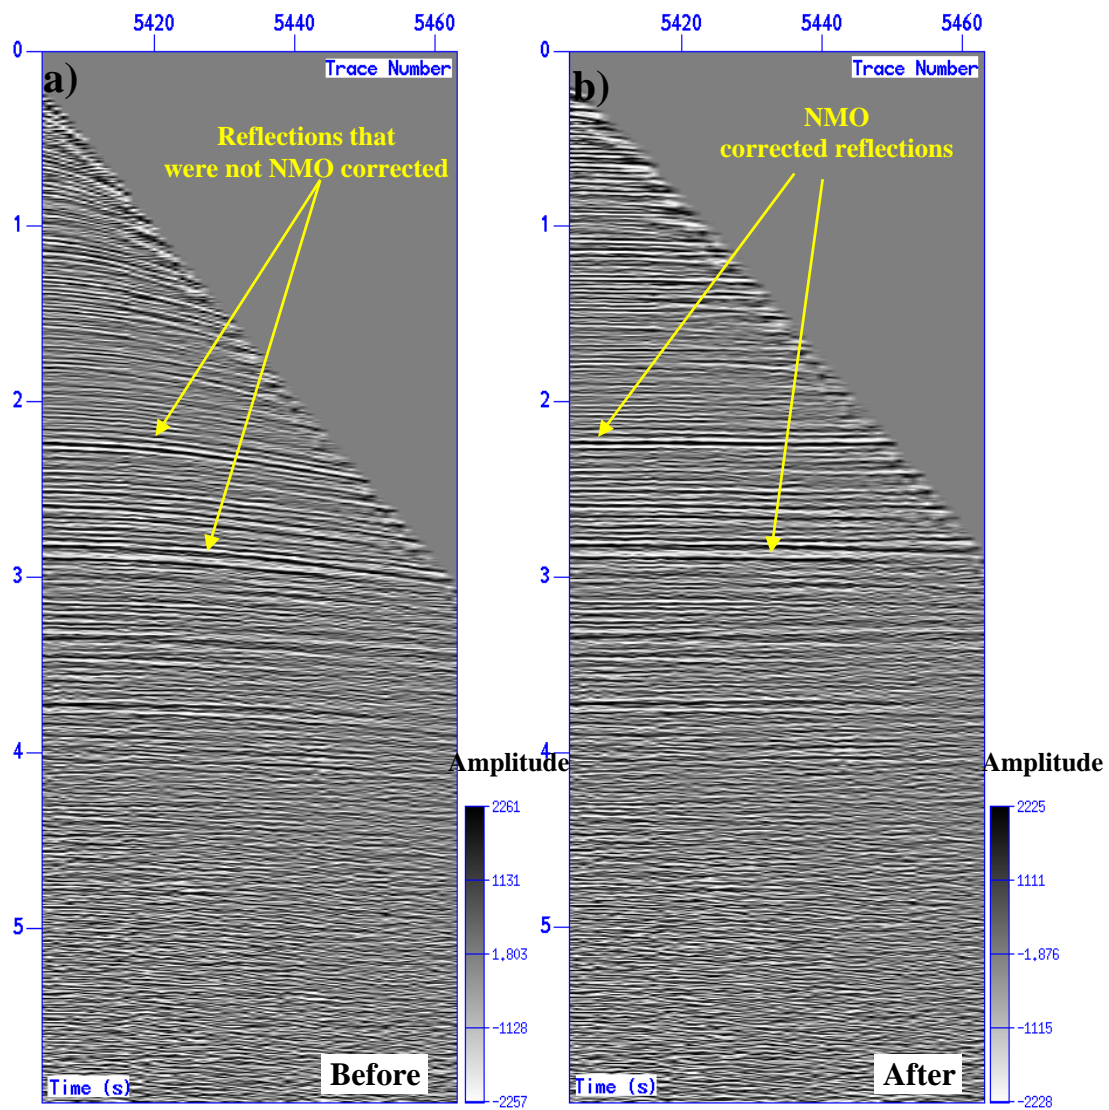 5420 5440 5460
0
Trace Number
a)
Reflections that
were not NMO corrected
1
2
3
4
5
Time (s)
Before
Amplitude
2261
1131
1.803
-1128
-2257
5420 5440 5460
0
Trace Number
b)
NMO
corrected reflections
1
2
3
4
5
Time (s)
After
Amplitude
2225
1111
-1.876
-1115
-2228